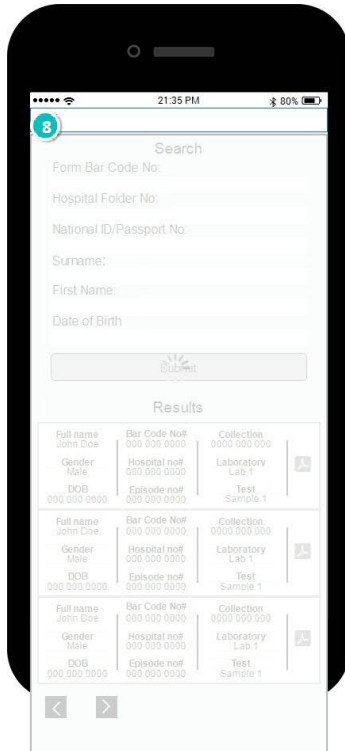 21:35 PM
80%
8
Search
Form Bar Code No:
Hospital Folder No:
National ID/Passport No:
Surname:
First Name:
Date of Birth
Submit
Results
Full name Bar Code No# Collection
John Doe 000 000 0000 0000 000 000
Gender Hospital no# Laboratory
Male 000 000 0000 Lab 1
DOB Episode no# Test
000 000 0000 000 000 0000 Sample 1
Full name Bar Code No# Collection
John Doe 000 000 0000 0000 000 000
Gender Hospital no# Laboratory
Male 000 000 0000 Lab 1
DOB Episode no# Test
000 000 0000 000 000 0000 Sample 1
Full name Bar Code No# Collection
John Doe 000 000 0000 0000 000 000
Gender Hospital no# Laboratory
Male 000 000 0000 Lab 1
DOB Episode no# Test
000 000 0000 000 000 0000 Sample 1